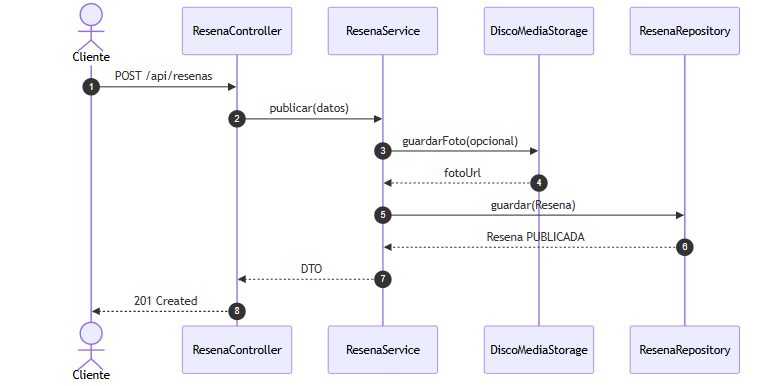 ResenaController
ResenaService
DiscoMediaStorage
ResenaRepository
Cliente
1
POST /api/resenas
2
publicar(datos)
3
guardarFoto(opcional)
fotoUrl
4
5
guardar(Resena)
Resena PUBLICADA
6
DTO
7
201 Created
8
ResenaController
ResenaService
DiscoMediaStorage
ResenaRepository
Cliente